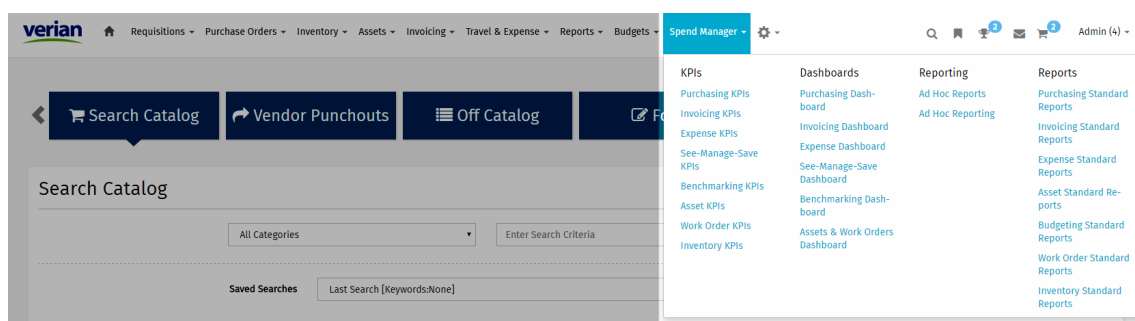 verian Requisitions Purchase Orders Inventory Assets Invoicing Travel & Expense Reports Budgets Spend Manager 2 2 Admin (4)
Search Catalog Vendor Punchouts Off Catalog
Search Catalog
All Categories Enter Search Criteria
Saved Searches Last Search [Keywords:None]
KPIs
Purchasing KPIs
Invoicing KPIs
Expense KPIs
See-Manage-Save
KPIs
Benchmarking KPIs
Asset KPIs
Work Order KPIs
Inventory KPIs
Dashboards
Purchasing Dash-
board
Invoicing Dashboard
Expense Dashboard
See-Manage-Save
Dashboard
Benchmarking Dash-
board
Assets & Work Orders
Dashboard
Reporting
Ad Hoc Reports
Ad Hoc Reporting
Reports
Purchasing Standard
Reports
Invoicing Standard
Reports
Expense Standard
Reports
Asset Standard Re-
ports
Budgeting Standard
Reports
Work Order Standard
Reports
Inventory Standard
Reports